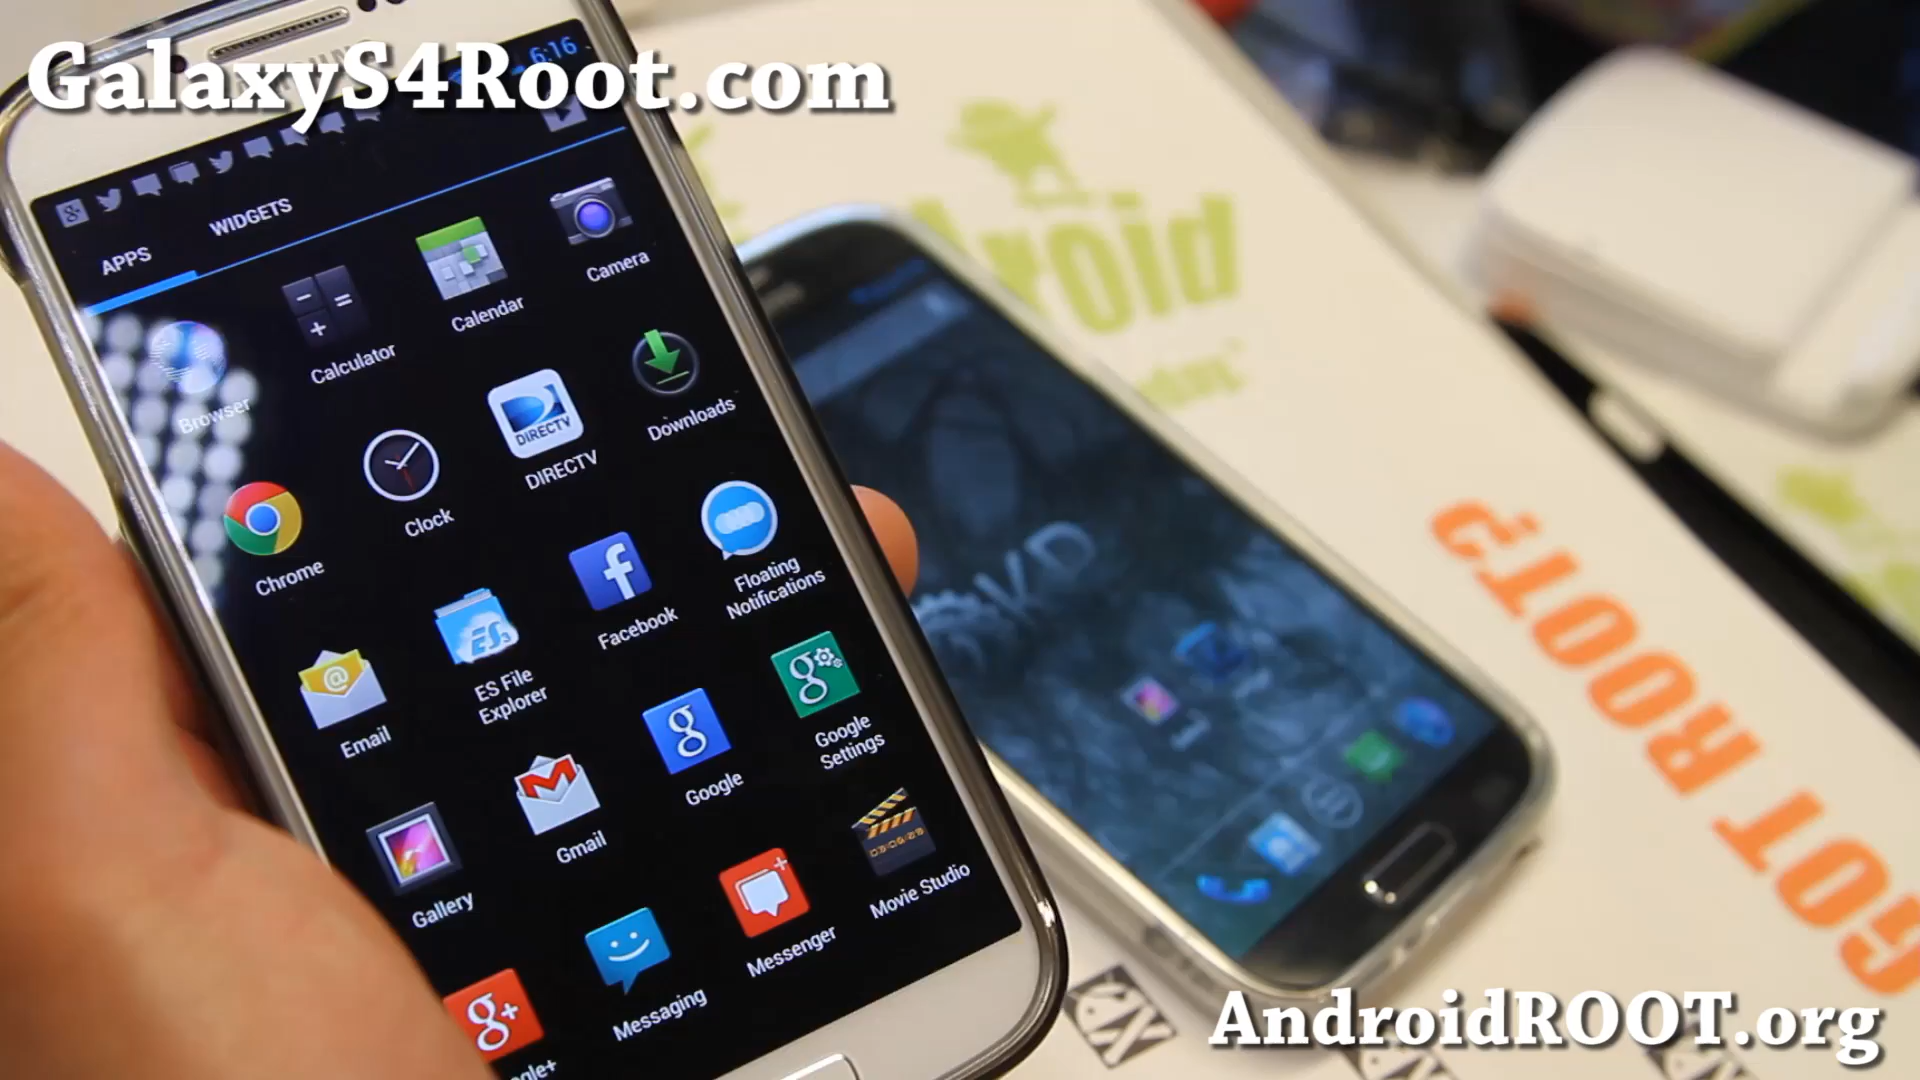 GalaxyS4Root.com
6:16
APPS
WIDGETS
Browser
Calculator
Calendar
Camera
Chrome
Clock
DIRECTV
DIRECTV
Downloads
Email
ES File
Explorer
Facebook
Floating
Notifications
Gallery
Gmail
Google
Google
Settings
Messaging
Messenger
Movie Studio
GOT ROOT?
AndroidROOT.org